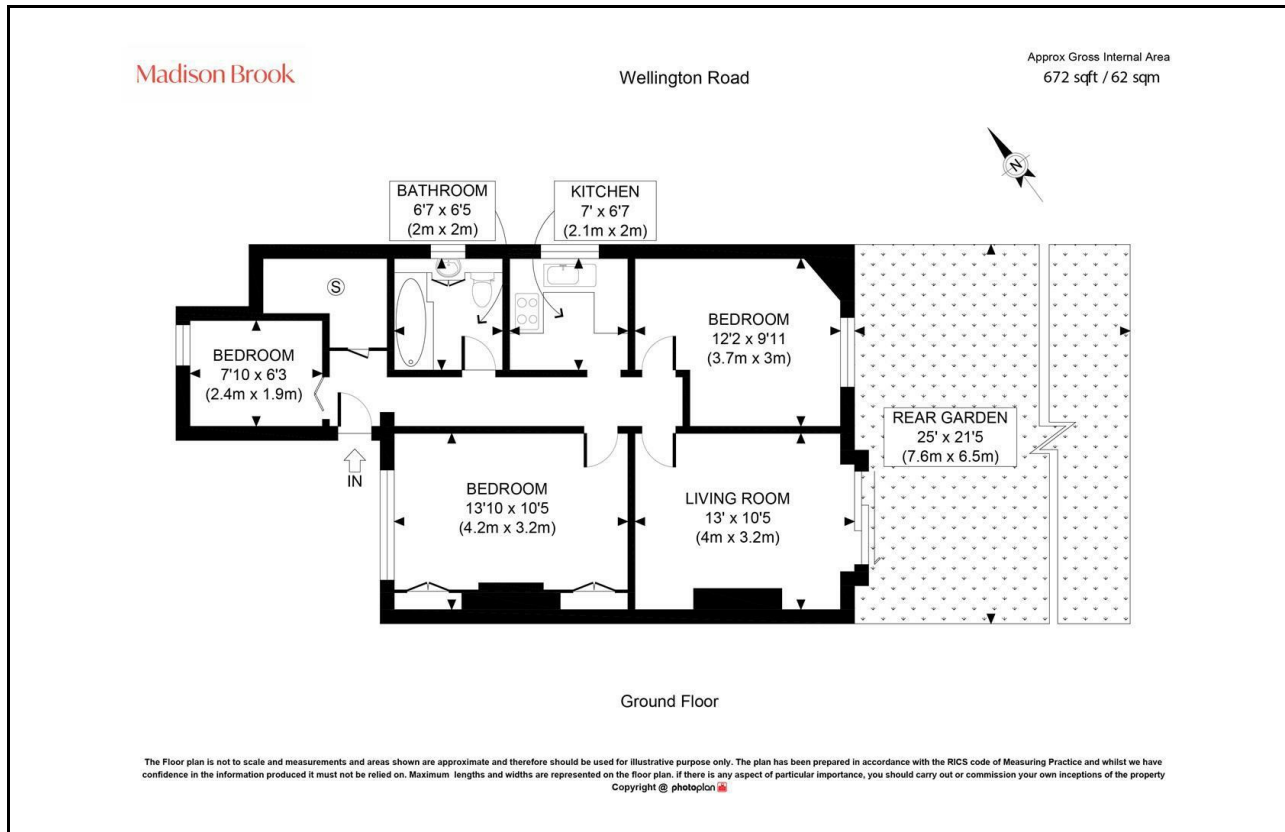 Madison Brook
Wellington Road
Approx Gross Internal Area
672 sqft / 62 sqm
N
BATHROOM
6'7 x 6'5
(2m x 2m)
KITCHEN
7' x 6'7
(2.1m x 2m)
S
BEDROOM
7'10 x 6'3
(2.4m x 1.9m)
BEDROOM
12'2 x 9'11
(3.7m x 3m)
REAR GARDEN
25' x 21'5
(7.6m x 6.5m)
IN
BEDROOM
13'10 x 10'5
(4.2m x 3.2m)
LIVING ROOM
13' x 10'5
(4m x 3.2m)
Ground Floor
The Floor plan is not to scale and measurements and areas shown are approximate and therefore should be used for illustrative purpose only. The plan has been prepared in accordance with the RICS code of Measuring Practice and whilst we have
confidence in the information produced it must not be relied on. Maximum lengths and widths are represented on the floor plan. if there is any aspect of particular importance, you should carry out or commission your own inceptions of the property
Copyright @ photoplan